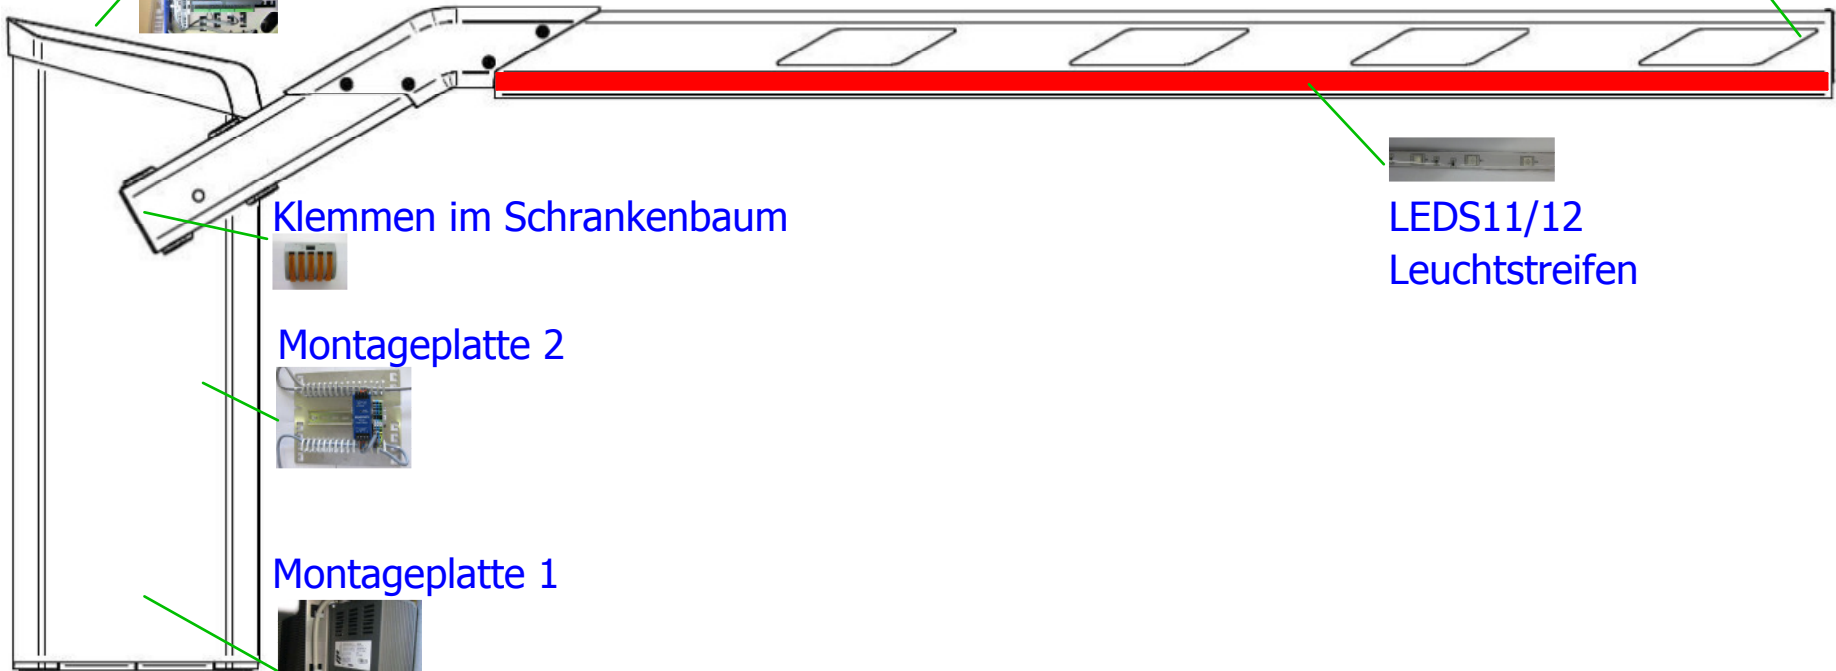 Klemmen im Schrankenbaum
LEDS11/12
Leuchtstreifen
Montageplatte 2
Montageplatte 1